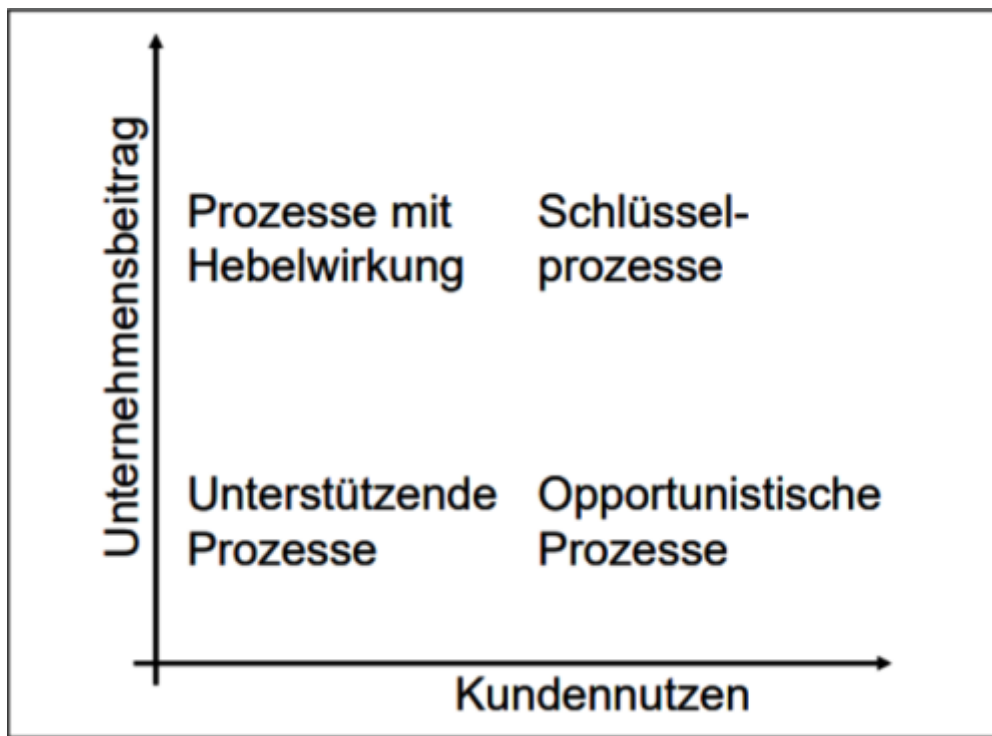 Unternehmensbeitrag
Prozesse mit
Hebelwirkung
Schlüssel-
prozesse
Unterstützende
Prozesse
Opportunistische
Prozesse
Kundennutzen